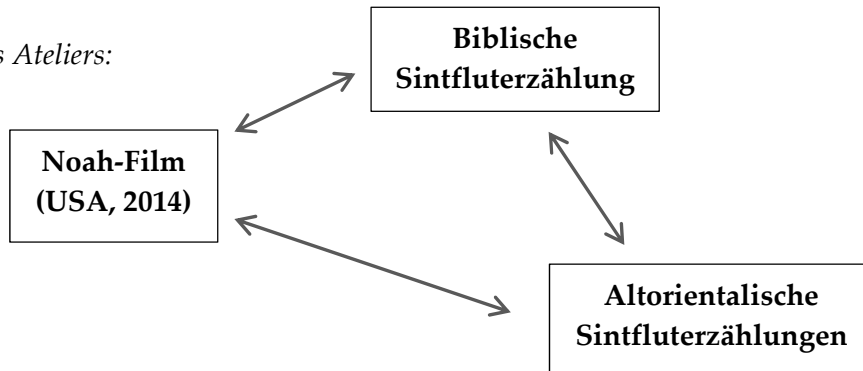 s Ateliers:
Biblische
Sintfluterzählung
Noah-Film
(USA, 2014)
Altorientalische
Sintfluterzählungen